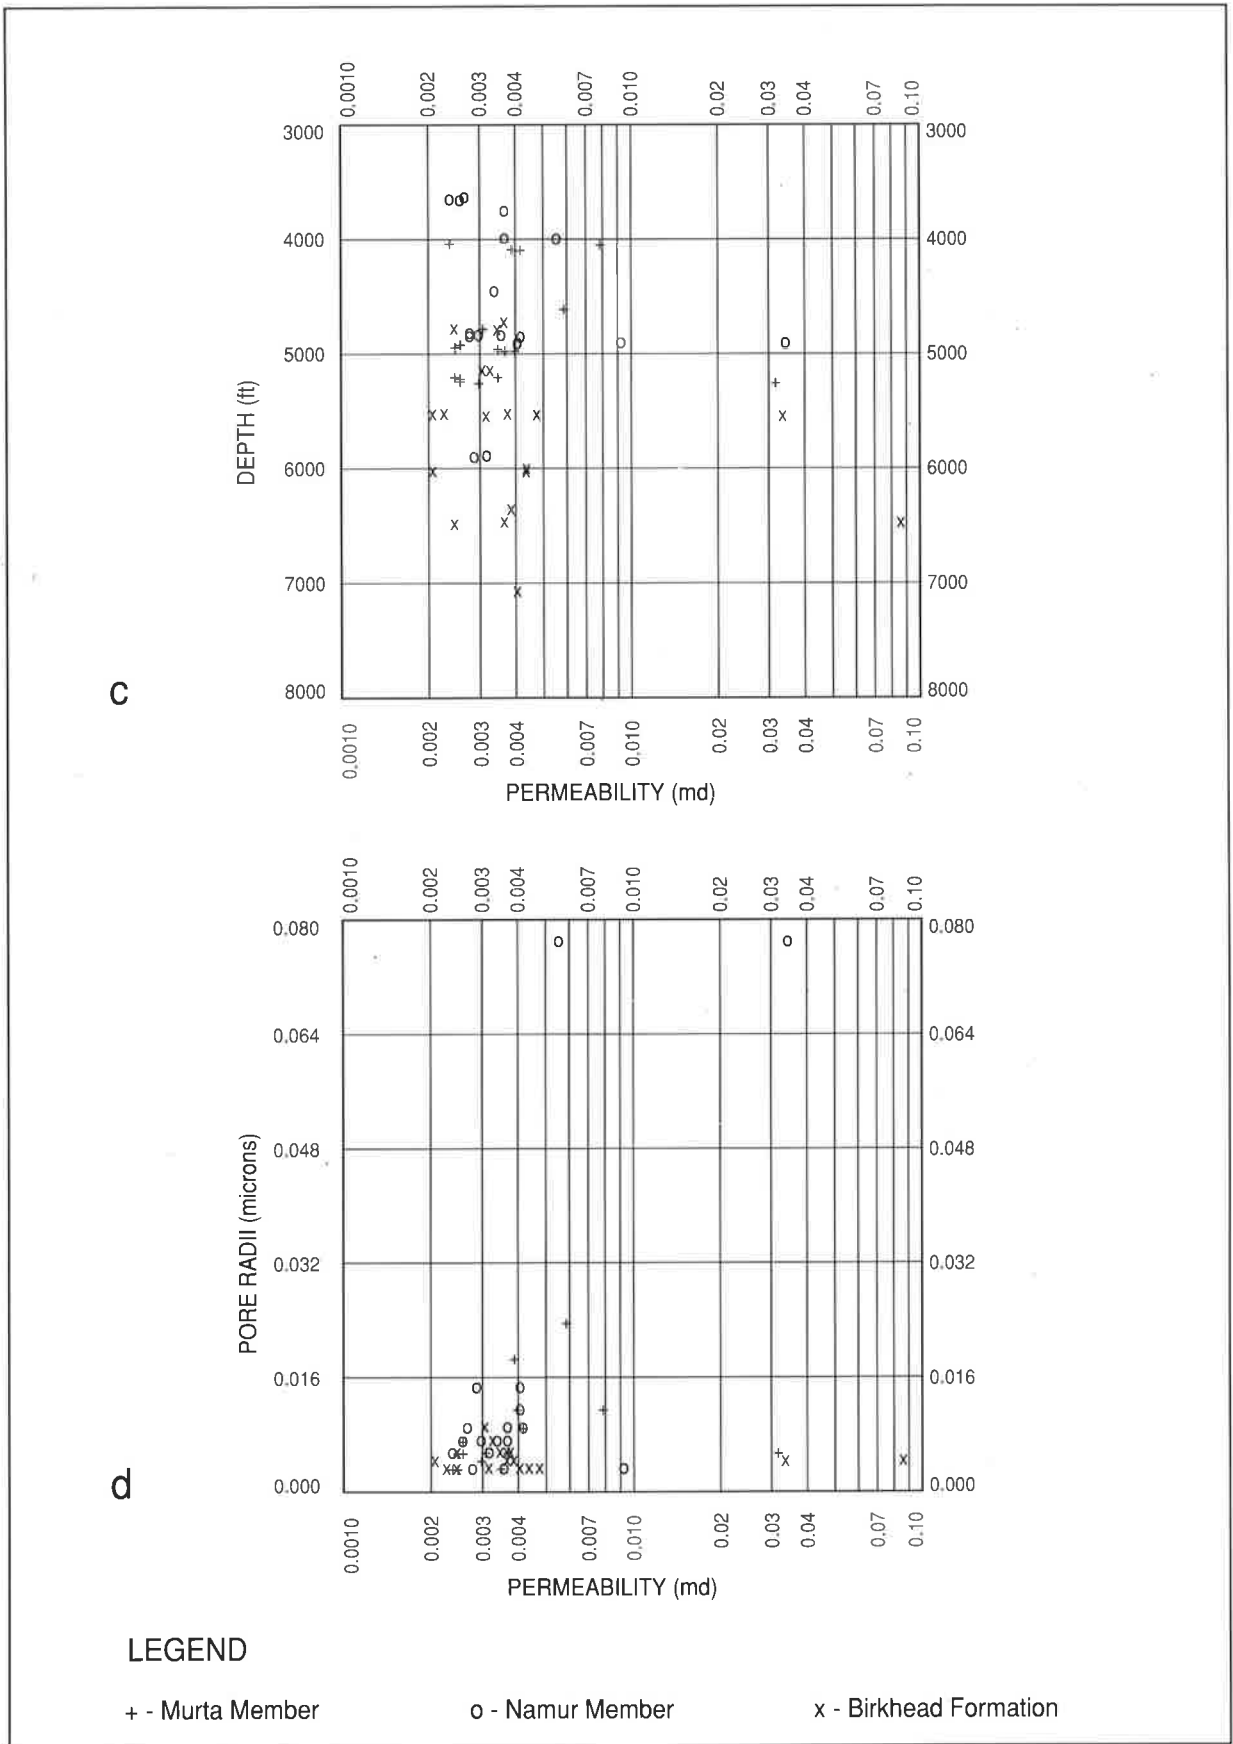 0.0010 0.002 0.003 0.004 0.007 0.010 0.02 0.03 0.04 0.07 0.10
3000 3000
4000 4000
5000 5000
6000 6000
7000 7000
8000 8000
DEPTH (ft)
c
0.0010 0.002 0.003 0.004 0.007 0.010 0.02 0.03 0.04 0.07 0.10
PERMEABILITY (md)
0.0010 0.002 0.003 0.004 0.007 0.010 0.02 0.03 0.04 0.07 0.10
0.080 0.080
0.064 0.064
0.048 0.048
0.032 0.032
0.016 0.016
0.000 0.000
PORE RADII (microns)
d
0.0010 0.002 0.003 0.004 0.007 0.010 0.02 0.03 0.04 0.07 0.10
PERMEABILITY (md)
LEGEND
+ - Murta Member o - Namur Member x - Birkhead Formation